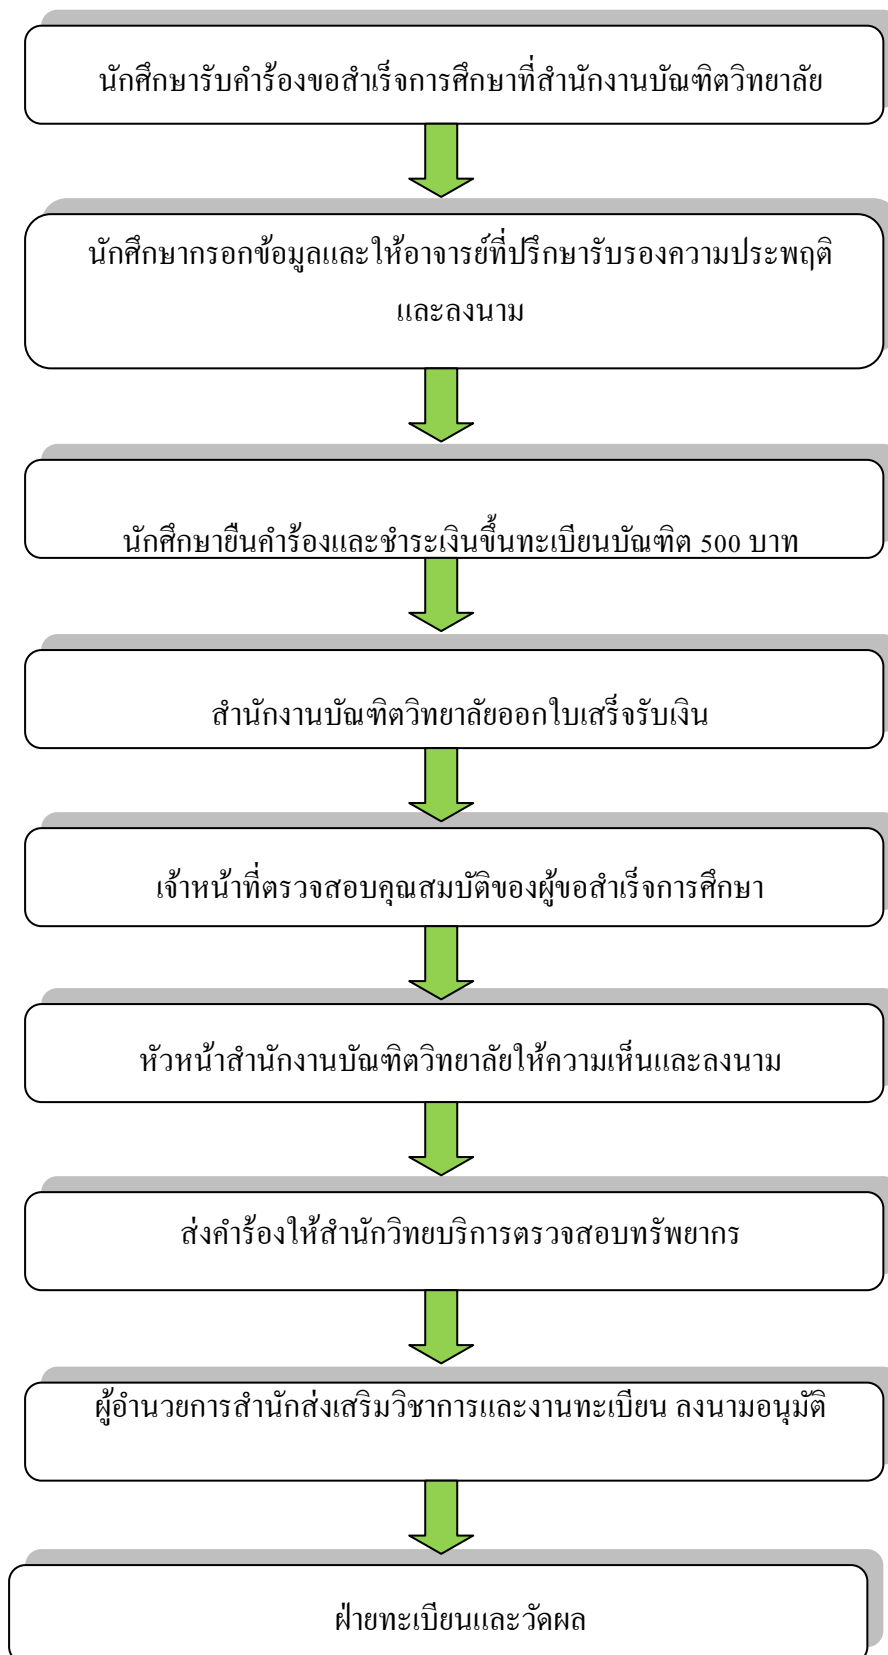 นักศึกษารับคำร้องขอสำเร็จการศึกษาที่สำนักงานบัณฑิตวิทยาลัย
นักศึกษากรอกข้อมูลและให้อาจารย์ที่ปรึกษารับรองความประพฤติ
และลงนาม
นักศึกษายืนคำร้องและชำระเงินขึ้นทะเบียนบัณฑิต 500 บาท
สำนักงานบัณฑิตวิทยาลัยออกใบเสร็จรับเงิน
เจ้าหน้าที่ตรวจสอบคุณสมบัติของผู้ขอสำเร็จการศึกษา
หัวหน้าสำนักงานบัณฑิตวิทยาลัยให้ความเห็นและลงนาม
ส่งคำร้องให้สำนักวิทยบริการตรวจสอบทรัพยากร
ผู้อำนวยการสำนักส่งเสริมวิชาการและงานทะเบียน ลงนามอนุมัติ
ฝ่ายทะเบียนและวัดผล